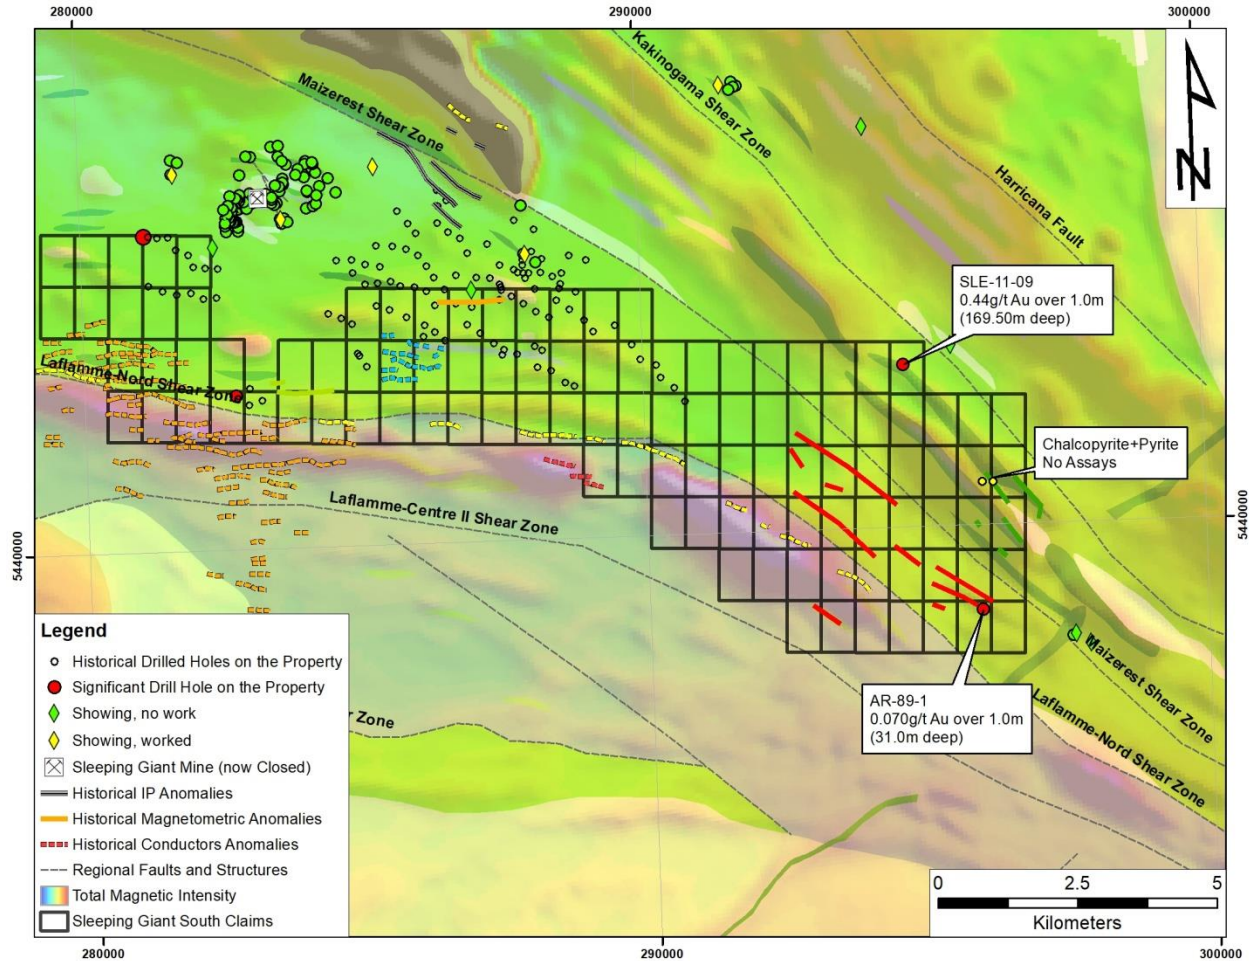 280000
290000
300000
Kakinogama Shear Zone
Maizerest Shear Zone
N
Harricana Fault
SLE-11-09
0.44g/t Au over 1.0m
(169.50m deep)
Laflamme-Nord Shear Zone
Chalcopyrite+Pyrite
No Assays
Laflamme-Centre II Shear Zone
5440000
5440000
Maizerest Shear Zone
AR-89-1
0.070g/t Au over 1.0m
(31.0m deep)
Laflamme-Nord Shear Zone
r Zone
Legend
Historical Drilled Holes on the Property
Significant Drill Hole on the Property
Showing, no work
Showing, worked
Sleeping Giant Mine (now Closed)
Historical IP Anomalies
Historical Magnetometric Anomalies
Historical Conductors Anomalies
Regional Faults and Structures
Total Magnetic Intensity
Sleeping Giant South Claims
0 2.5 5
Kilometers
280000
290000
300000